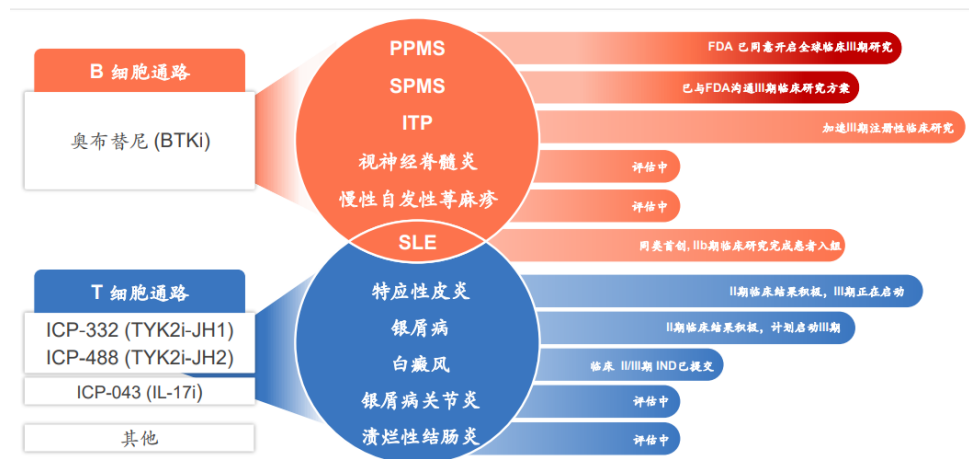 B 细胞通路
奥布替尼 (BTKi)
T 细胞通路
ICP-332 (TYK2i-JH1)
ICP-488 (TYK2i-JH2)
ICP-043 (IL-17i)
其他
PPMS
SPMS
ITP
视神经脊髓炎
慢性自发性荨麻疹
SLE
特应性皮炎
银屑病
白癜风
银屑病关节炎
溃烂性结肠炎
FDA 已同意开启全球临床III期研究
已与FDA沟通III期临床研究方案
加速III期注册性临床研究
评估中
评估中
同类首创, IIb期临床研究完成患者入组
II期临床结果积极，III期正在启动
II期临床结果积极，计划启动III期
临床 II/III期 IND已提交
评估中
评估中